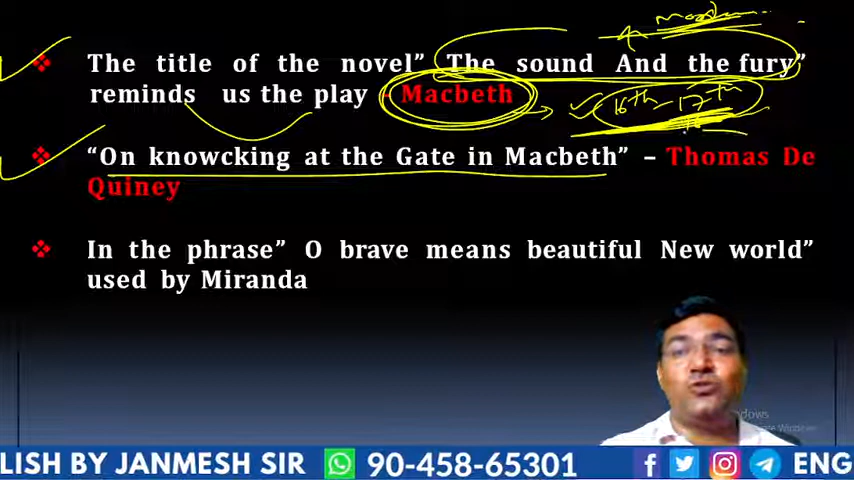 The title of the novel” The sound And the fury”
reminds us the play - Macbeth
16th - 17th
“On knowcking at the Gate in Macbeth” – Thomas De
Quiney
In the phrase” O brave means beautiful New world”
used by Miranda
LISH BY JANMESH SIR 90-458-65301 ENG